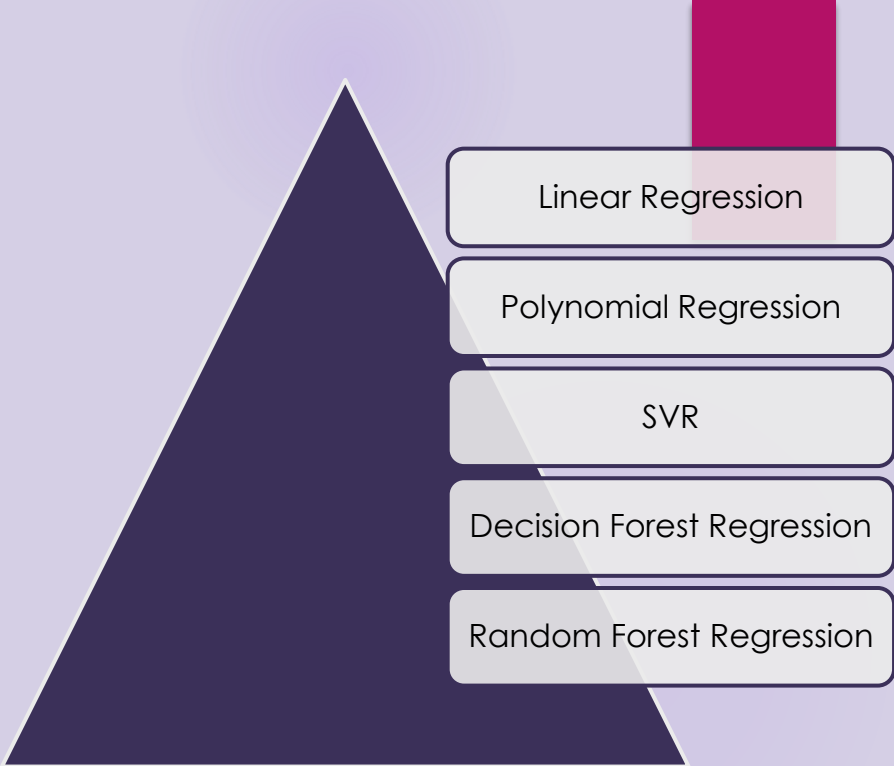 Linear Regression
Polynomial Regression
SVR
Decision Forest Regression
Random Forest Regression